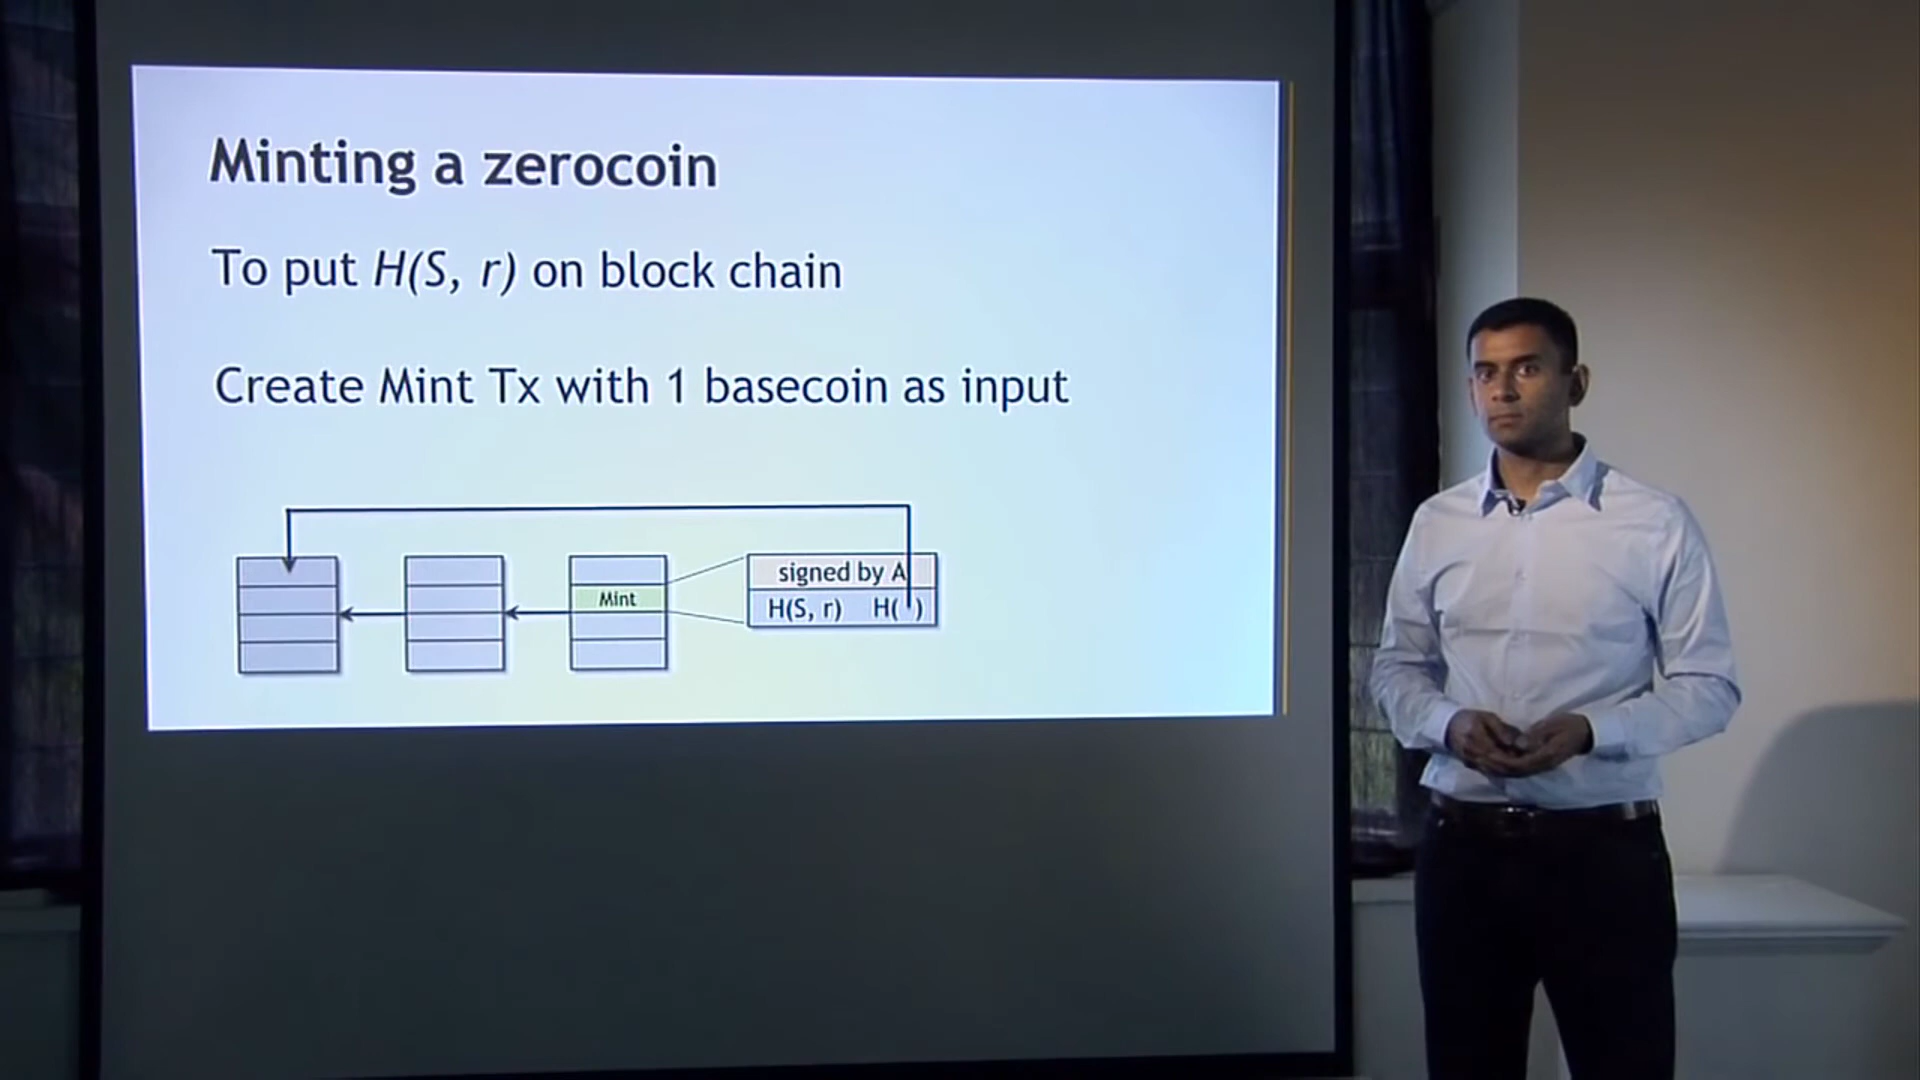 Minting a zerocoin
To put H(S, r) on block chain
Create Mint Tx with 1 basecoin as input
Mint
signed by A
H(S, r) H( )